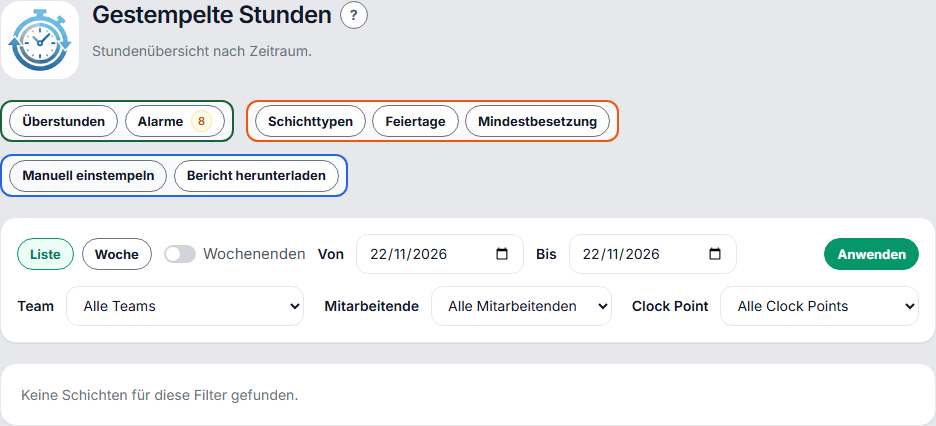 Gestempelte Stunden ?
Stundenübersicht nach Zeitraum.
Überstunden Alarme 8 Schichttypen Feiertage Mindestbesetzung
Manuell einstempeln Bericht herunterladen
Liste Woche Wochenenden Von 22/11/2026 Bis 22/11/2026 Anwenden
Team Alle Teams Mitarbeitende Alle Mitarbeitenden Clock Point Alle Clock Points
Keine Schichten für diese Filter gefunden.